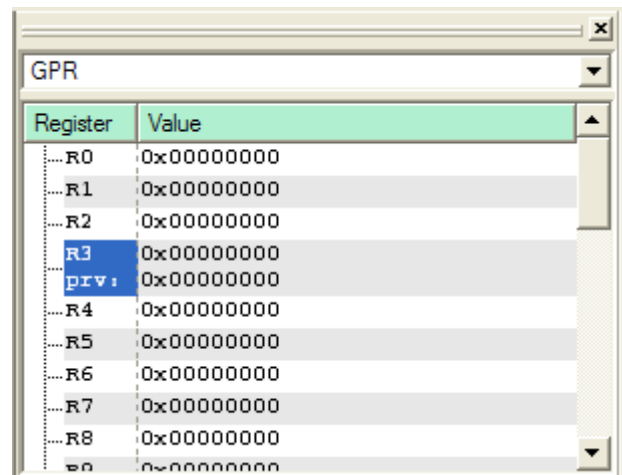 GPR
Register Value
R0 0x00000000
R1 0x00000000
R2 0x00000000
R3 0x00000000
prv: 0x00000000
R4 0x00000000
R5 0x00000000
R6 0x00000000
R7 0x00000000
R8 0x00000000